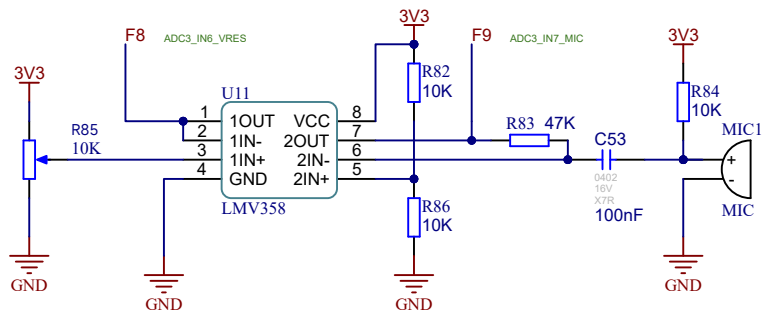 F8 ADC3_IN6_VRES
3V3
F9 ADC3_IN7_MIC
3V3
3V3
U11
R82
10K
R84
10K
R85
10K
1 1OUT VCC 8
2 1IN- 2OUT 7
3 1IN+ 2IN- 6
4 GND 2IN+ 5
LMV358
R83 47K
C53
0402
16V
X7R
100nF
MIC1
+
-
MIC
R86
10K
GND
GND
GND
GND